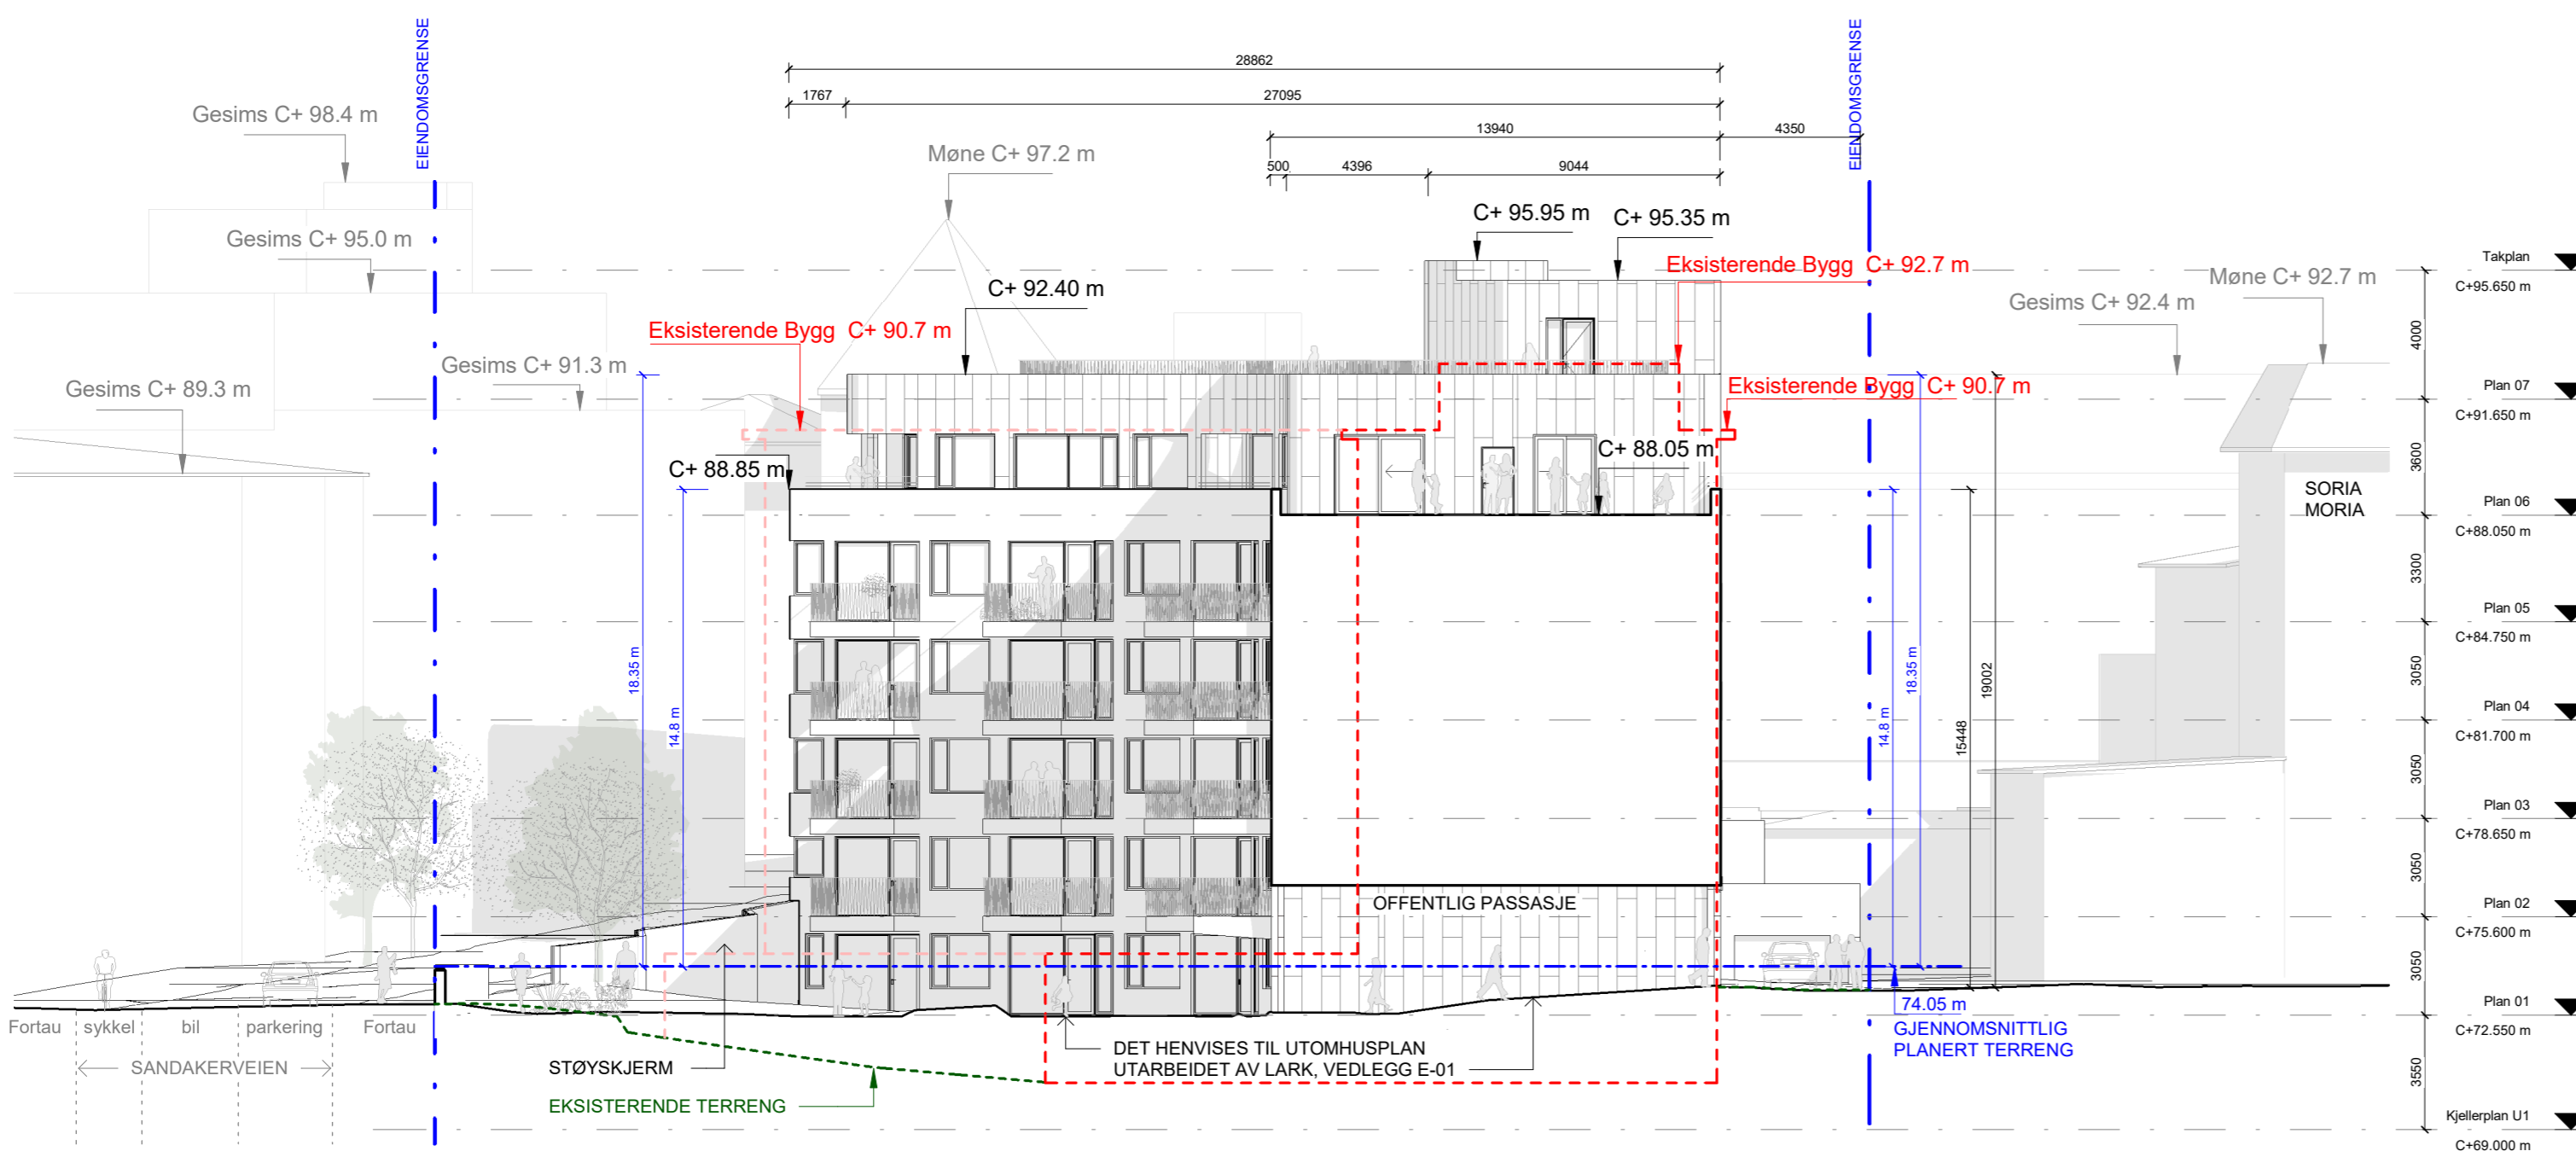 EIENDOMSGRENSE
EIENDOMSGRENSE
28862
1767
27095
13940
4350
500
4396
9044
Gesims C+ 98.4 m
Møne C+ 97.2 m
Gesims C+ 95.0 m
C+ 95.95 m
C+ 95.35 m
Eksisterende Bygg C+ 92.7 m
C+ 92.40 m
Eksisterende Bygg C+ 90.7 m
Gesims C+ 91.3 m
Gesims C+ 89.3 m
Eksisterende Bygg C+ 90.7 m
Gesims C+ 92.4 m
Møne C+ 92.7 m
C+ 88.85 m
C+ 88.05 m
SORIA
MORIA
18.35 m
14.8 m
14.8 m
18.35 m
15448
19002
OFFENTLIG PASSASJE
74.05 m
GJENNOMSNITTLIG
PLANERT TERRENG
Fortau
sykkel
bil
parkering
Fortau
SANDAKERVEIEN
STØYSKJERM
EKSISTERENDE TERRENG
DET HENVISES TIL UTOMHUSPLAN
UTARBEIDET AV LARK, VEDLEGG E-01
Takplan
C+95.650 m
4000
Plan 07
C+91.650 m
3600
Plan 06
C+88.050 m
3300
Plan 05
C+84.750 m
3050
Plan 04
C+81.700 m
3050
Plan 03
C+78.650 m
3050
Plan 02
C+75.600 m
3050
Plan 01
C+72.550 m
3550
Kjellerplan U1
C+69.000 m